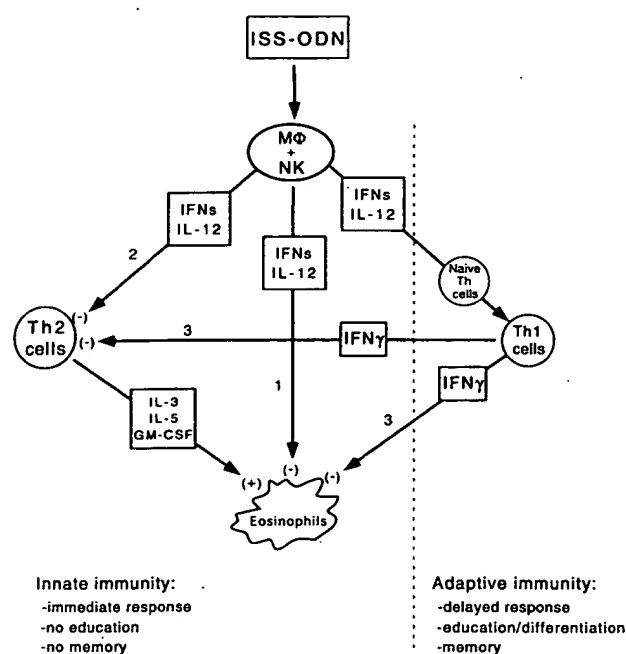 ISS-ODN
MΦ
+
NK
IFNs
IL-12
IFNs
IL-12
IFNs
IL-12
2
Naive
Th
cells
(-)
Th2
cells
(-)
3
IFNγ
Th1
cells
IL-3
IL-5
GM-CSF
1
IFNγ
3
(+)
(-)
(-)
Eosinophils
Innate immunity:
-immediate response
-no education
-no memory
Adaptive immunity:
-delayed response
-education/differentiation
-memory